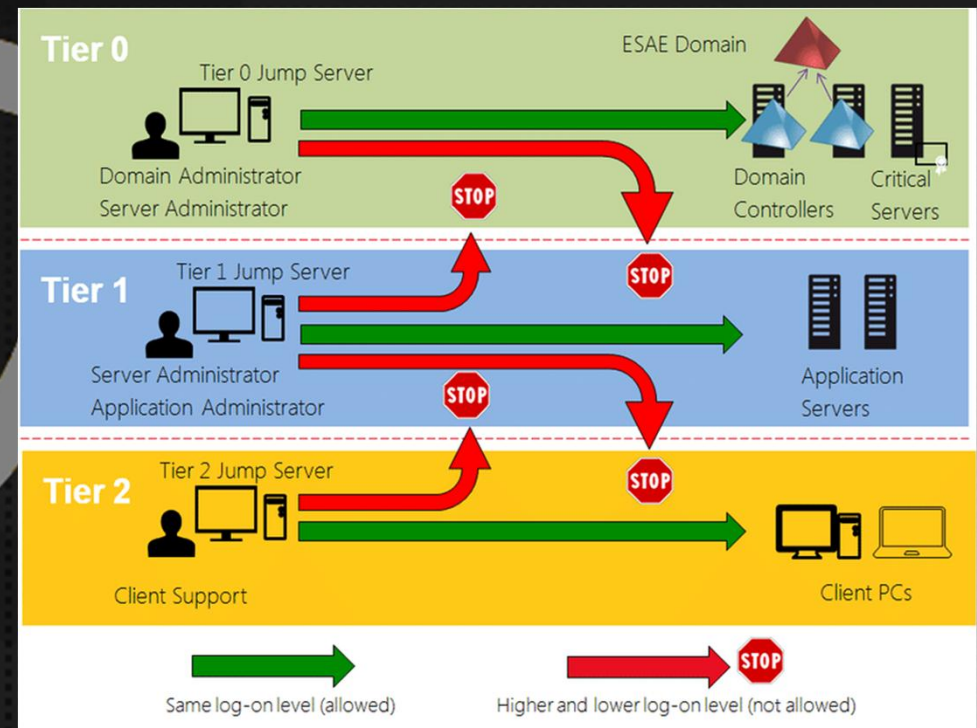 Tier 0
ESAE Domain
Tier 0 Jump Server
Domain Administrator
Server Administrator
STOP
Domain
Controllers
Critical
Servers
Tier 1
Tier 1 Jump Server
STOP
Server Administrator
Application Administrator
STOP
Application
Servers
Tier 2
Tier 2 Jump Server
STOP
Client Support
Client PCs
STOP
Same log-on level (allowed)
Higher and lower log-on level (not allowed)